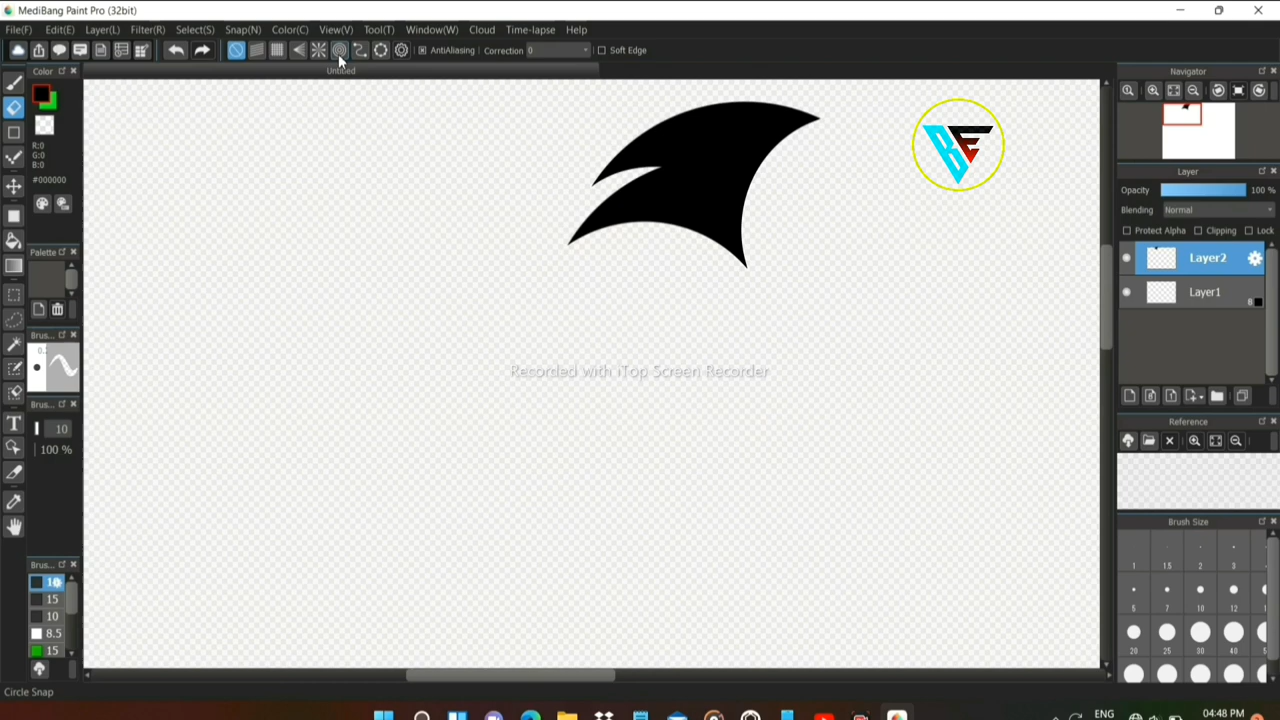 MediBang Paint Pro (32bit)
File(F) Edit(E) Layer(L) Filter(R) Select(S) Snap(N) Color(C) View(V) Tool(T) Window(W) Cloud Time-lapse Help
AntiAliasing Correction 0 Soft Edge
Color
Untitled
Navigator
R:0
G:0
B:0
#000000
Layer
Opacity 100 %
Blending Normal
Protect Alpha Clipping Lock
Palette
Layer2
Layer1
8
Brus...
Brus...
10
100 %
Recorded with iTop Screen Recorder
Reference
Brush Size
1 1.5 2 3
5 7 10 12
20 25 30 40
Brus...
15
10
8.5
15
Circle Snap
ENG
04:48 PM